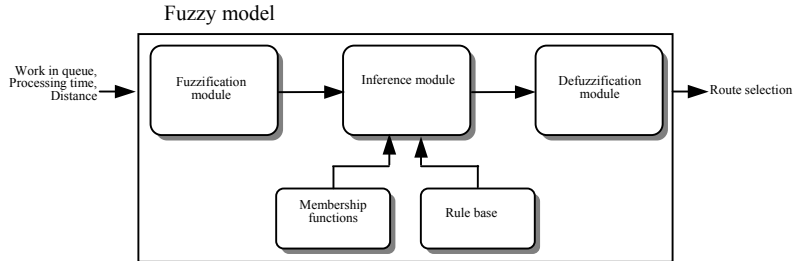 Fuzzy model
Work in queue,
Processing time,
Distance
Fuzzification
module
Inference module
Defuzzification
module
Route selection
Membership
functions
Rule base